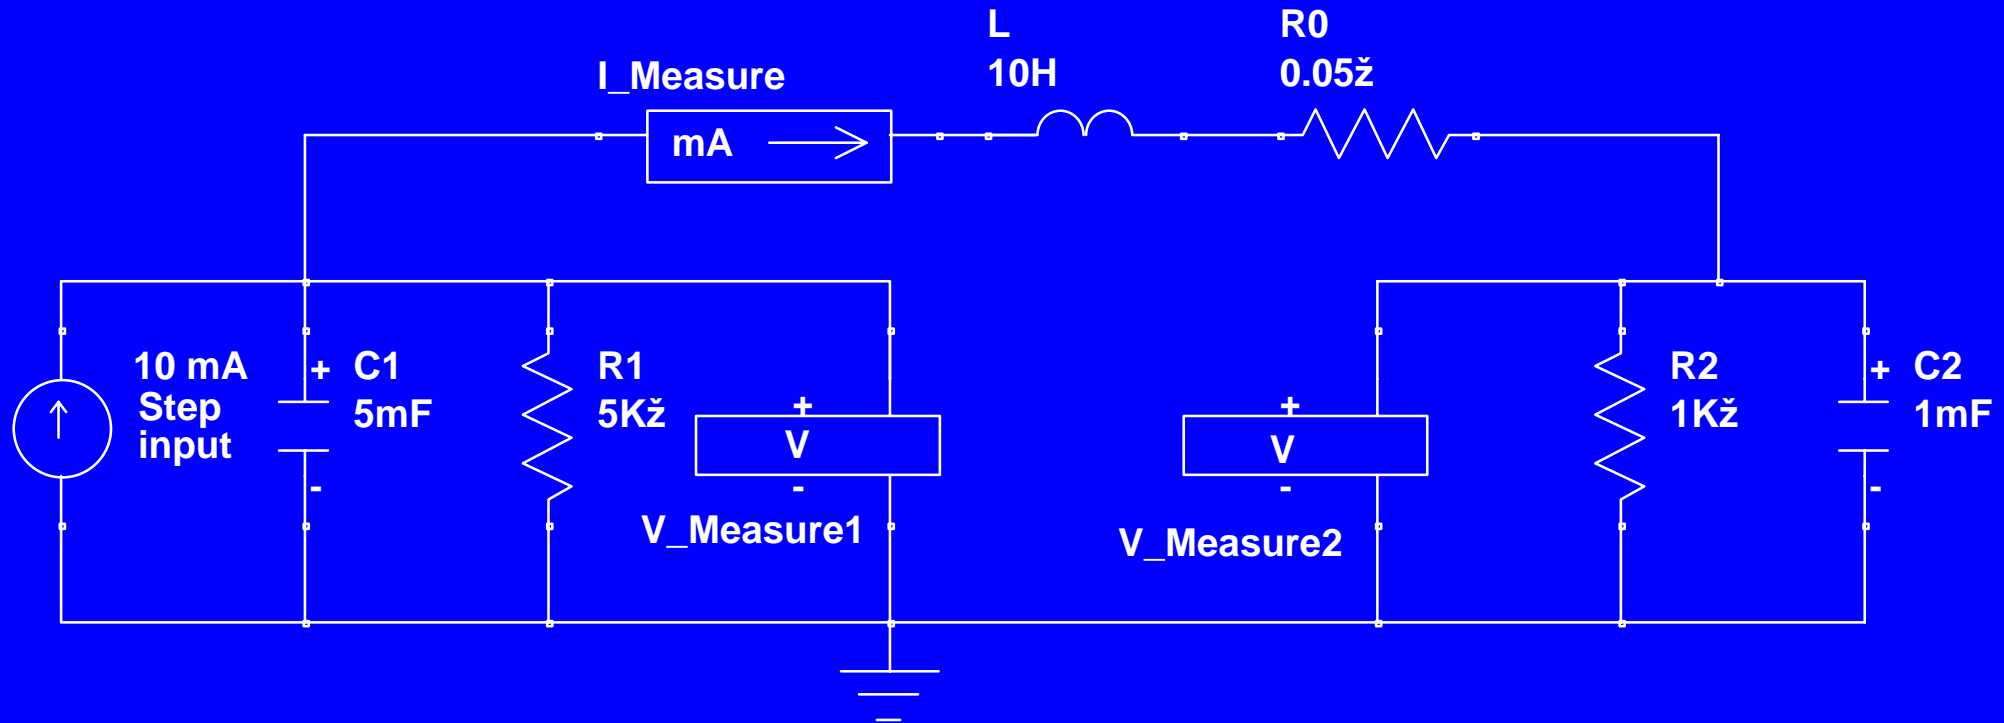 L
10H
R0
0.05ž
I_Measure
mA
10 mA
Step
input
+
C1
5mF
-
R1
5Kž
+
V
-
V_Measure1
+
V
-
V_Measure2
R2
1Kž
+
C2
1mF
-